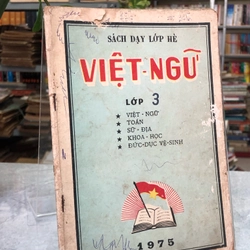 SÁCH DẠY LỚP HÈ
VIỆT-NGỮ
LỚP 3
★ VIỆT-NGỮ
★ TOÁN
★ SỬ-ĐỊA
★ KHOA-HỌC
★ ĐỨC-DỤC VỆ-SINH
1975